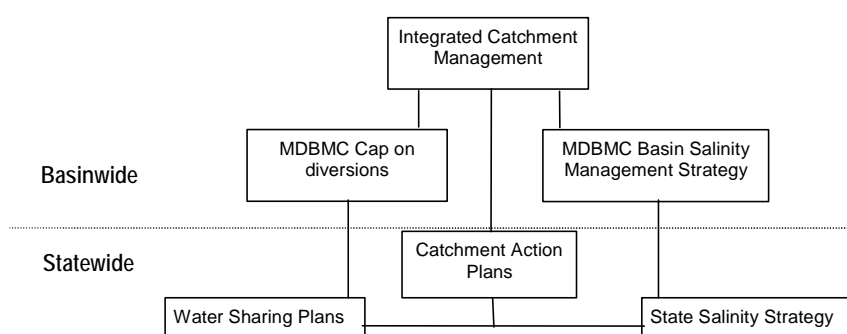 Integrated Catchment
Management
MDBMC Cap on
diversions
MDBMC Basin Salinity
Management Strategy
Basinwide
Statewide
Catchment Action
Plans
Water Sharing Plans
State Salinity Strategy